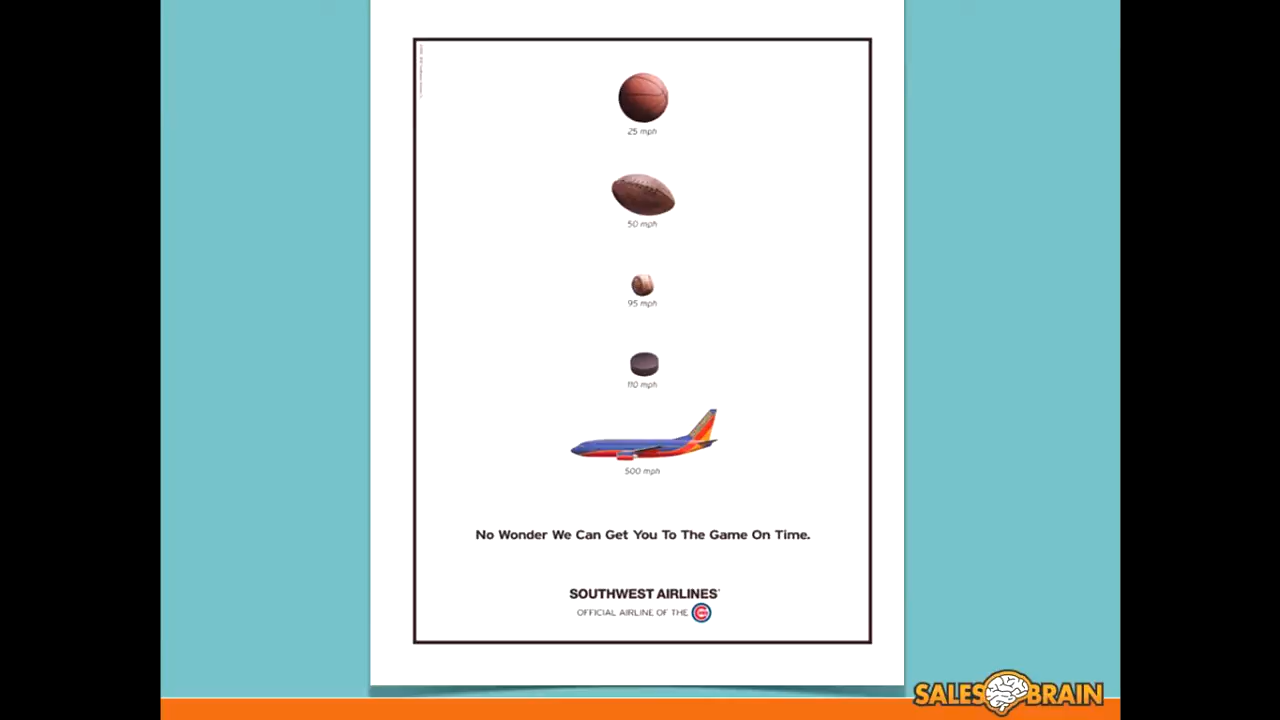 25 mph
50 mph
95 mph
110 mph
500 mph
No Wonder We Can Get You To The Game On Time.
SOUTHWEST AIRLINES
OFFICIAL AIRLINE OF THE
SALES BRAIN